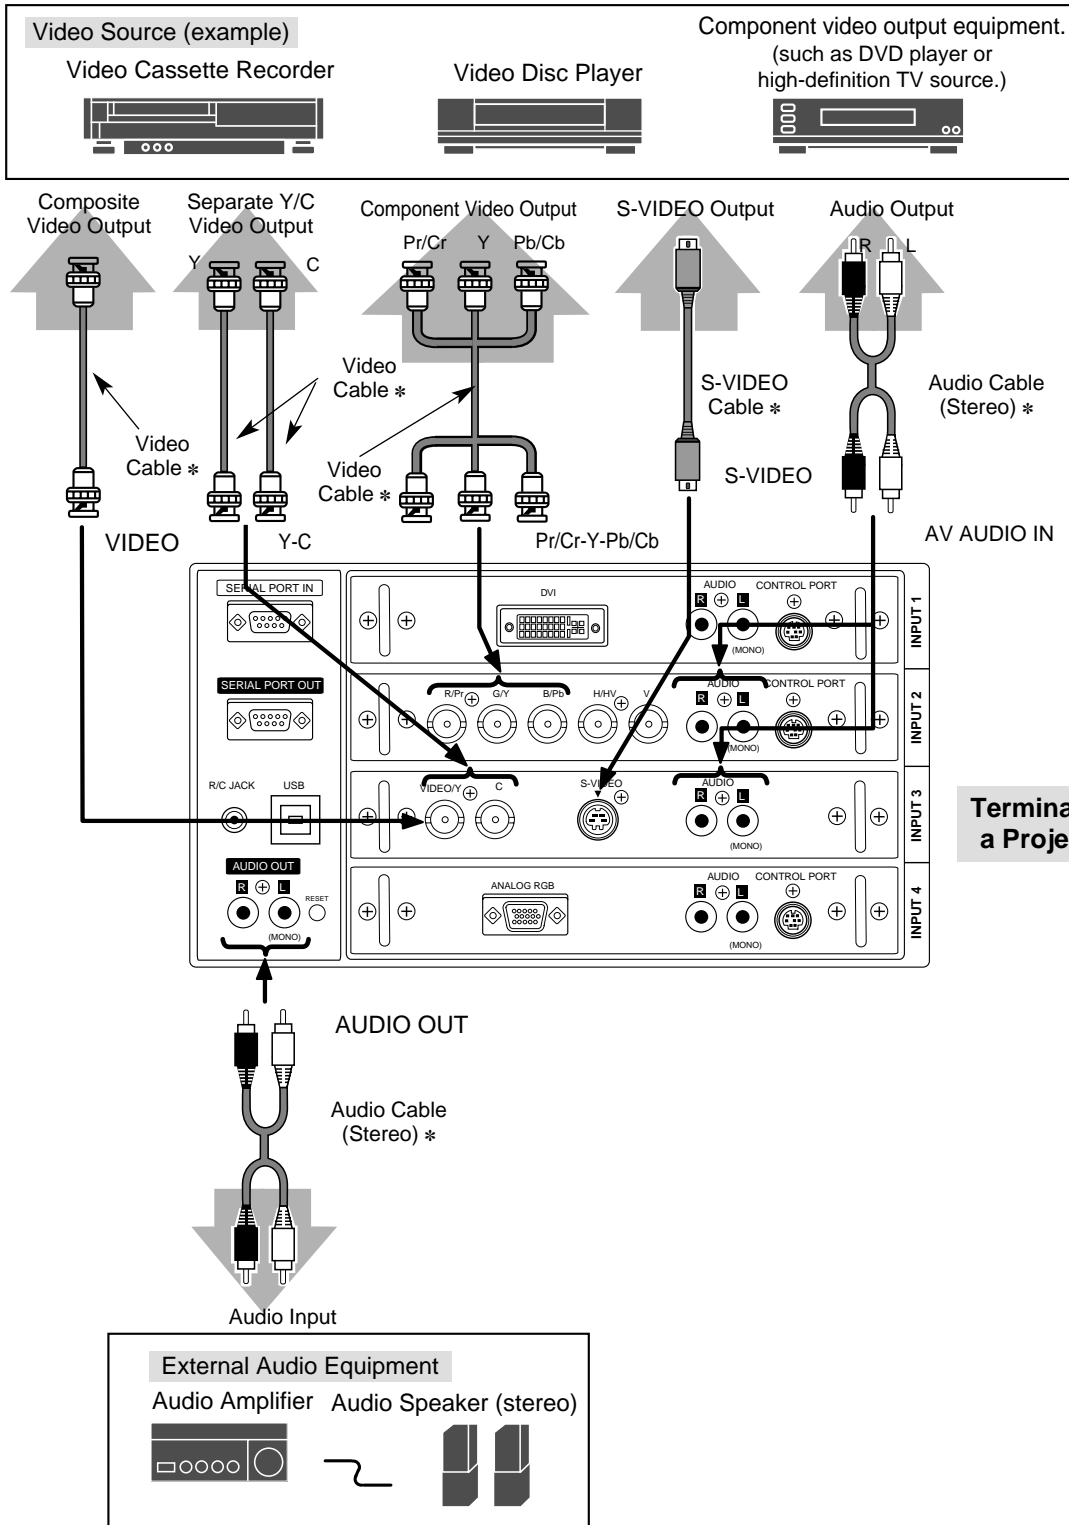 Video Source (example)
Video Cassette Recorder
Video Disc Player
Component video output equipment.
(such as DVD player or
high-definition TV source.)
Composite
Video Output
Separate Y/C
Video Output
Y
C
Component Video Output
Pr/Cr
Y
Pb/Cb
S-VIDEO Output
Audio Output
R
L
Video
Cable *
Video
Cable *
Video
Cable *
S-VIDEO
Cable *
Audio Cable
(Stereo) *
VIDEO
Y-C
Pr/Cr-Y-Pb/Cb
S-VIDEO
AV AUDIO IN
SERIAL PORT IN
DVI
AUDIO
R
L
(MONO)
CONTROL PORT
INPUT 1
SERIAL PORT OUT
R/Pr
G/Y
B/Pb
H/HV
V
AUDIO
R
L
(MONO)
CONTROL PORT
INPUT 2
R/C JACK
USB
VIDEO/Y
C
S-VIDEO
AUDIO
R
L
(MONO)
INPUT 3
Termina
a Proje
AUDIO OUT
R
L
(MONO)
RESET
ANALOG RGB
AUDIO
R
L
(MONO)
CONTROL PORT
INPUT 4
AUDIO OUT
Audio Cable
(Stereo) *
Audio Input
External Audio Equipment
Audio Amplifier
Audio Speaker (stereo)